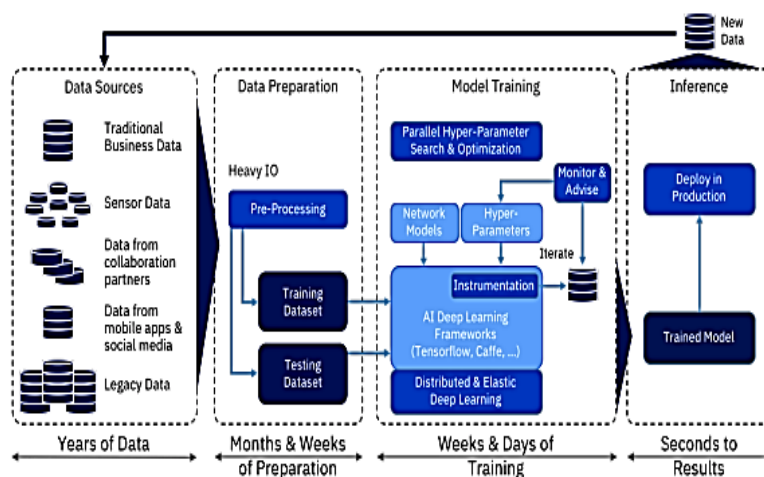 New
Data
Data Sources
Traditional
Business Data
Sensor Data
Data from
collaboration
partners
Data from
mobile apps &
social media
Legacy Data
Years of Data
Data Preparation
Heavy IO
Pre-Processing
Training
Dataset
Testing
Dataset
Months & Weeks
of Preparation
Model Training
Parallel Hyper-Parameter
Search & Optimization
Monitor &
Advise
Network
Models
Hyper-
Parameters
Iterate
Instrumentation
AI Deep Learning
Frameworks
(Tensorflow, Caffe, ...)
Distributed & Elastic
Deep Learning
Weeks & Days of
Training
Inference
Deploy in
Production
Trained Model
Seconds to
Results